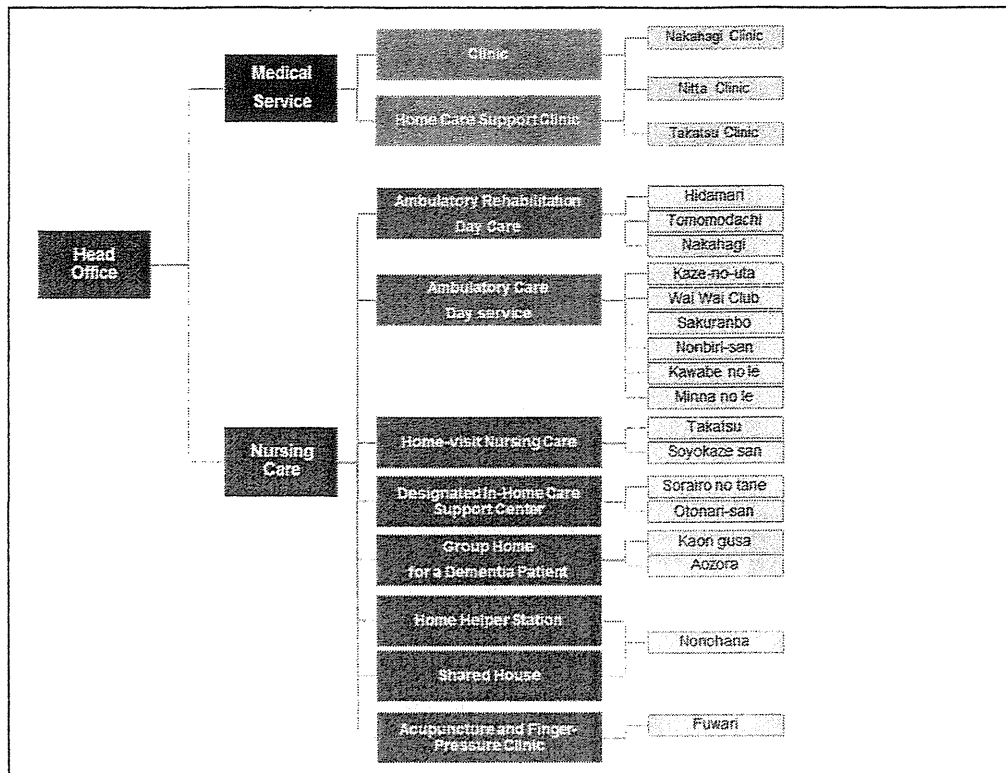 Head
Office
Medical
Service
Clinic
Home Care Support Clinic
Nakahagi Clinic
Nitta Clinic
Takatsu Clinic
Nursing
Care
Ambulatory Rehabilitation
Day Care
Hidamari
Tomomodachi
Nakahagi
Ambulatory Care
Day service
Kaze-no-uta
Wai Wai Club
Sakuranbo
Nonbiri-san
Kawabe no Ie
Minna no Ie
Home-visit Nursing Care
Takatsu
Soyokaze san
Designated In-Home Care
Support Center
Sorairo no tane
Otonari-san
Group Home
for a Dementia Patient
Kaori gusa
Aozora
Home Helper Station
Shared House
Nonohana
Acupuncture and Finger-
Pressure Clinic
Fuwari